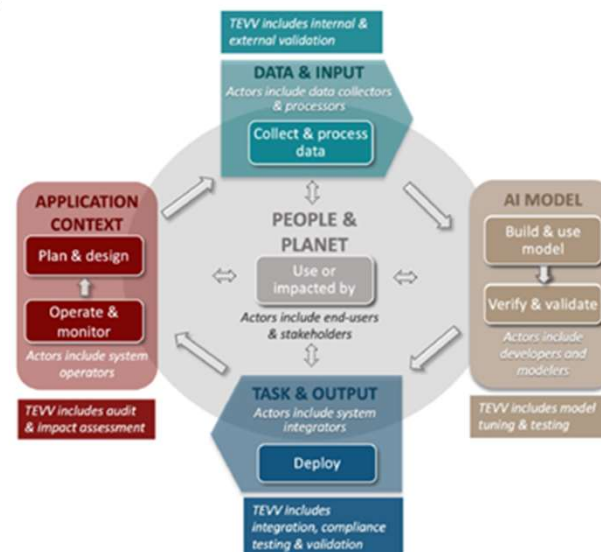 TEVV includes internal &
external validation
DATA & INPUT
Actors include data collectors
& processors
Collect & process
data
APPLICATION
CONTEXT
Plan & design
Operate &
monitor
Actors include system
operators
TEVV includes audit
& impact assessment
PEOPLE &
PLANET
Use or
impacted by
Actors include end-users
& stakeholders
AI MODEL
Build & use
model
Verify & validate
Actors include
developers and
modelers
TEVV includes model
tuning & testing
TASK & OUTPUT
Actors include system
integrators
Deploy
TEVV includes
integration, compliance
testing & validation